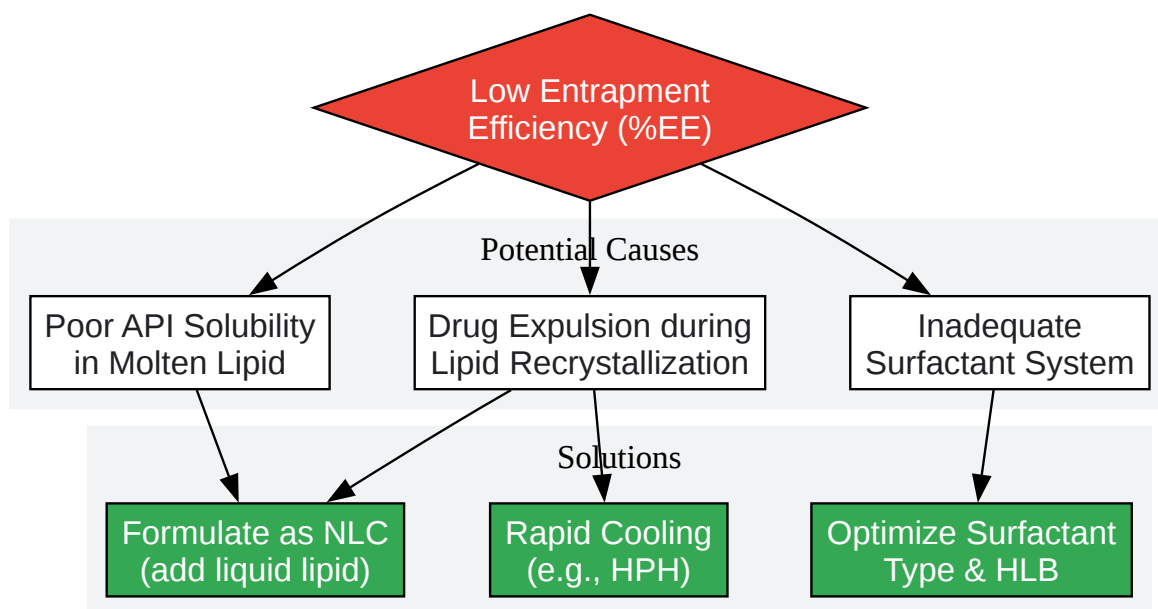 Low Entrapment
Efficiency (%EE)
Potential Causes
Poor API Solubility
in Molten Lipid
Drug Expulsion during
Lipid Recrystallization
Inadequate
Surfactant System
Solutions
Formulate as NLC
(add liquid lipid)
Rapid Cooling
(e.g., HPH)
Optimize Surfactant
Type & HLB